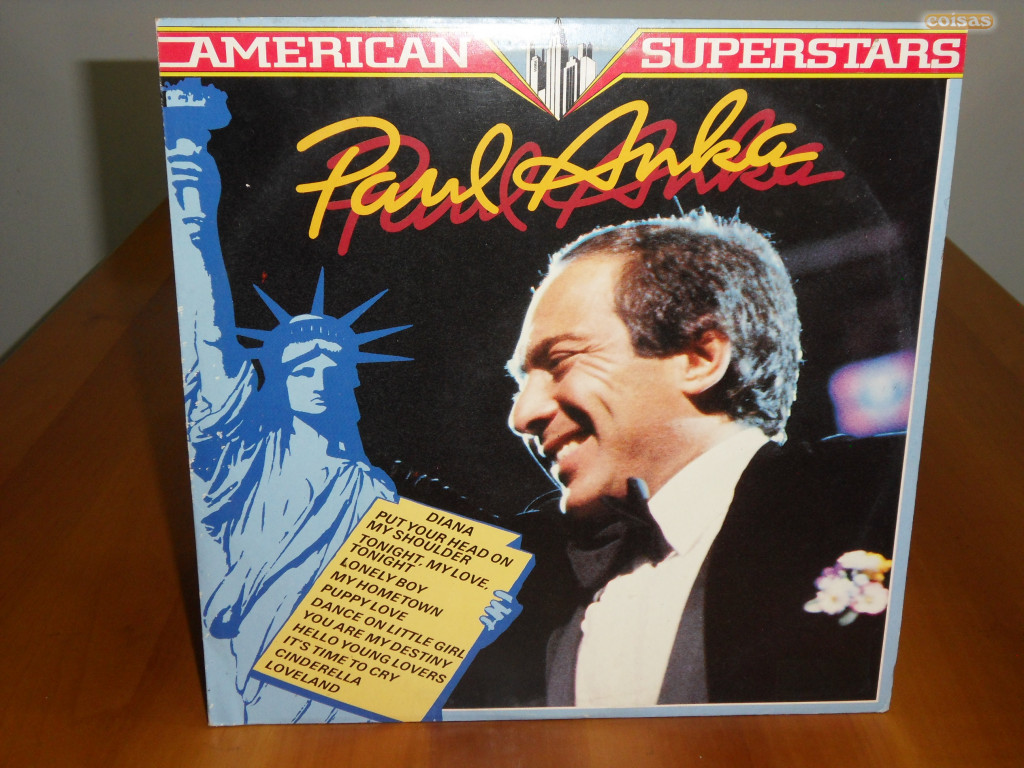 coisas
AMERICAN SUPERSTARS
Paul Anka
DIANA
PUT YOUR HEAD ON
MY SHOULDER
TONIGHT, MY LOVE,
TONIGHT
LONELY BOY
MY HOMETOWN
PUPPY LOVE
DANCE ON LITTLE GIRL
YOU ARE MY DESTINY
HELLO YOUNG LOVERS
IT'S TIME TO CRY
CINDERELLA
LOVELAND